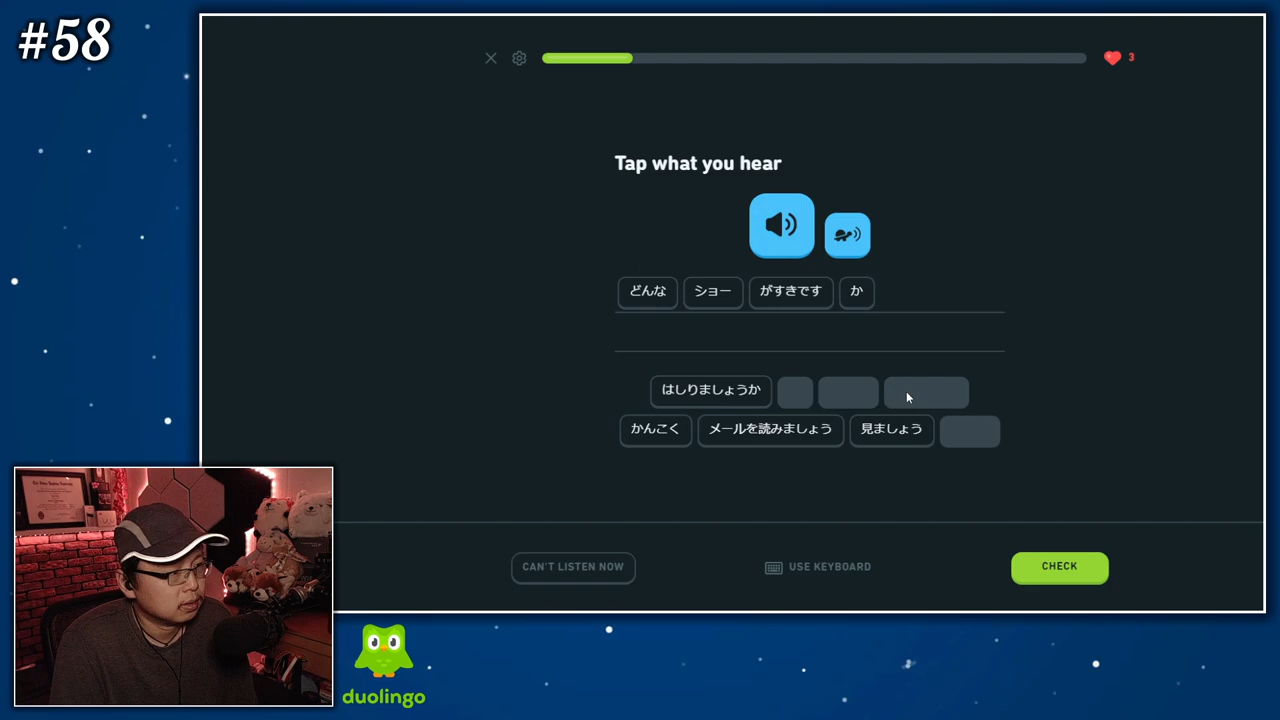 #58
3
Tap what you hear
どんな ショー がすきです か
はしりましょうか
かんこく メールを読みましょう 見ましょう
CAN'T LISTEN NOW USE KEYBOARD CHECK
duolingo